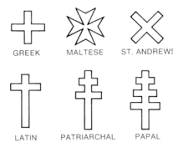 GREEK MALTESE ST. ANDREWS
LATIN PATRIARCHAL PAPAL